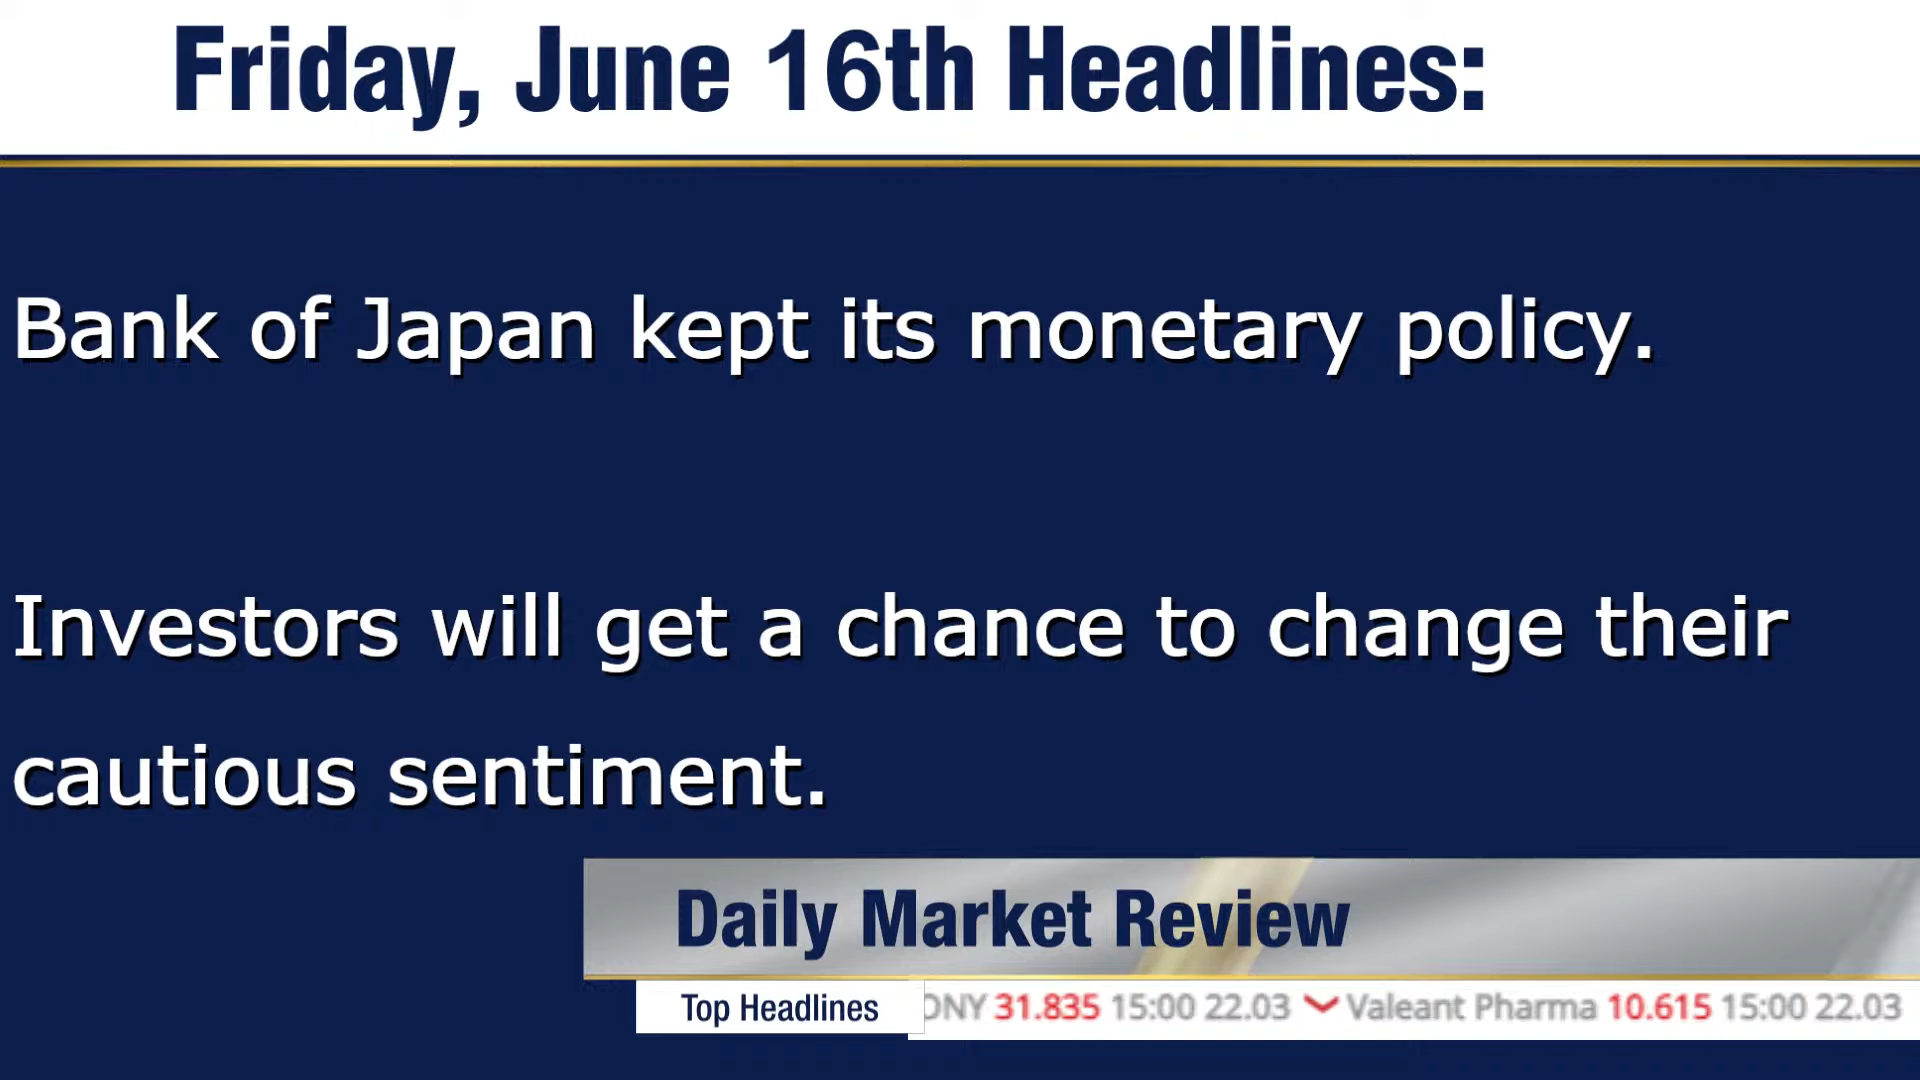 Friday, June 16th Headlines:
Bank of Japan kept its monetary policy.
Investors will get a chance to change their
cautious sentiment.
Daily Market Review
Top Headlines
ONY 31.835 15:00 22.03 Valeant Pharma 10.615 15:00 22.03